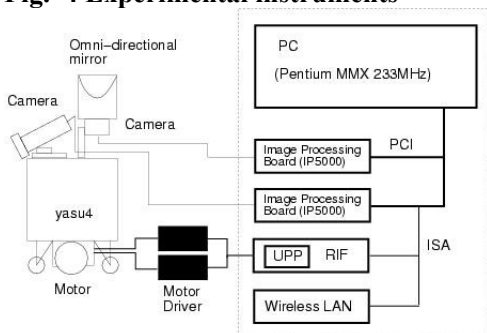 Fig. 4 Experimental instruments
Omni-directional
mirror
Camera
Camera
yasu4
Motor
Motor
Driver
PC
(Pentium MMX 233MHz)
Image Processing
Board (IP5000)
PCI
Image Processing
Board (IP5000)
UPP
RIF
ISA
Wireless LAN